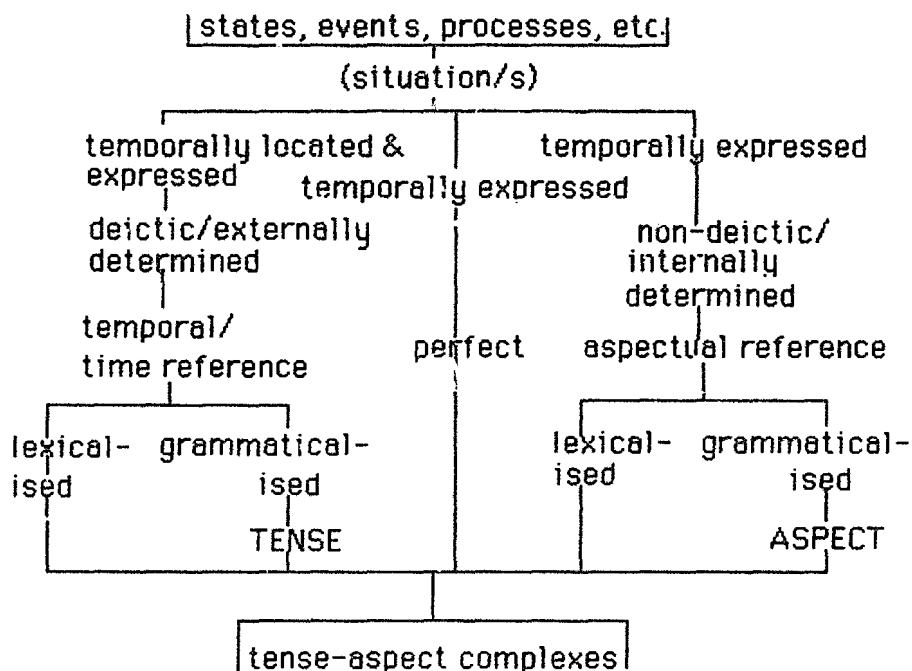 states, events, processes, etc.
(situation/s)
temporally located &
expressed
temporally expressed
temporally expressed
deictic/externally
determined
non-deictic/
internally
determined
temporal/
time reference
perfect
aspectual reference
lexical-
ised
grammatical-
ised
lexical-
ised
grammatical-
ised
TENSE
ASPECT
tense-aspect complexes